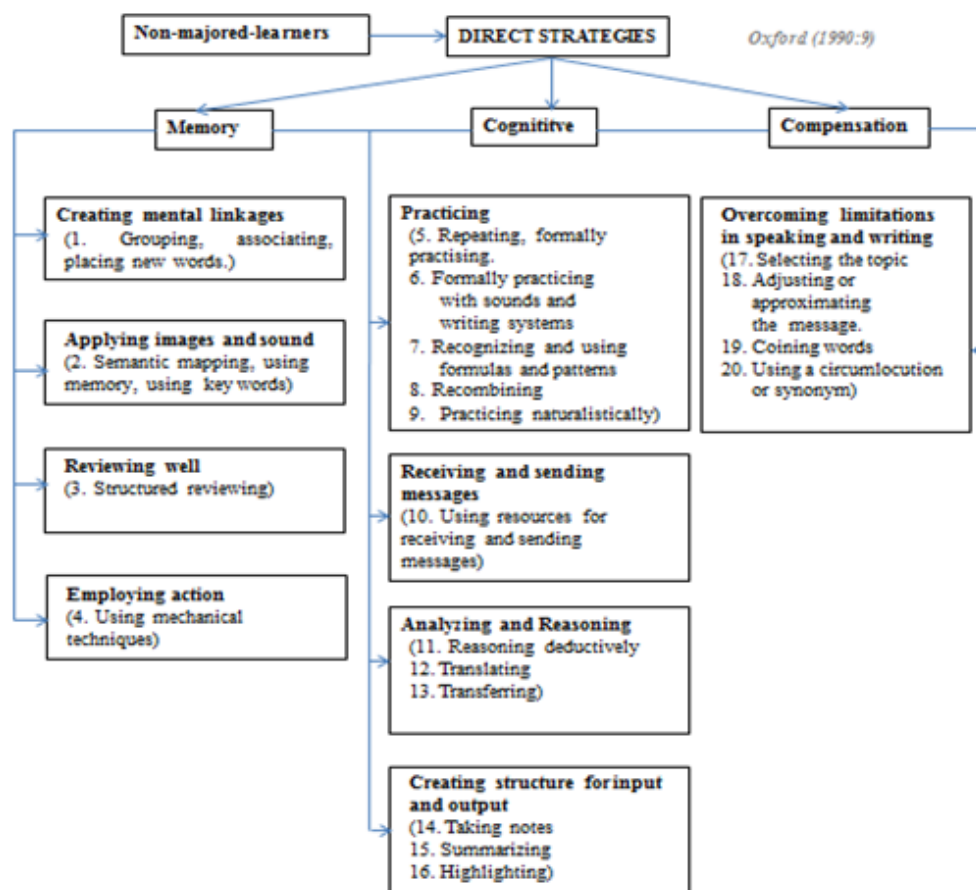 Non-majored-learners
DIRECT STRATEGIES
Oxford (1990:9)
Memory
Cognititve
Compensation
Creating mental linkages
(1. Grouping, associating,
placing new words.)
Applying images and sound
(2. Semantic mapping, using
memory, using key words)
Reviewing well
(3. Structured reviewing)
Employing action
(4. Using mechanical
techniques)
Practicing
(5. Repeating, formally
practising.
6. Formally practicing
with sounds and
writing systems
7. Recognizing and using
formulas and patterns
8. Recombining
9. Practicing naturalistically)
Receiving and sending
messages
(10. Using resources for
receiving and sending
messages)
Analyzing and Reasoning
(11. Reasoning deductively
12. Translating
13. Transferring)
Creating structure for input
and output
(14. Taking notes
15. Summarizing
16. Highlighting)
Overcoming limitations
in speaking and writing
(17. Selecting the topic
18. Adjusting or
approximating
the message.
19. Coining words
20. Using a circumlocution
or synonym)